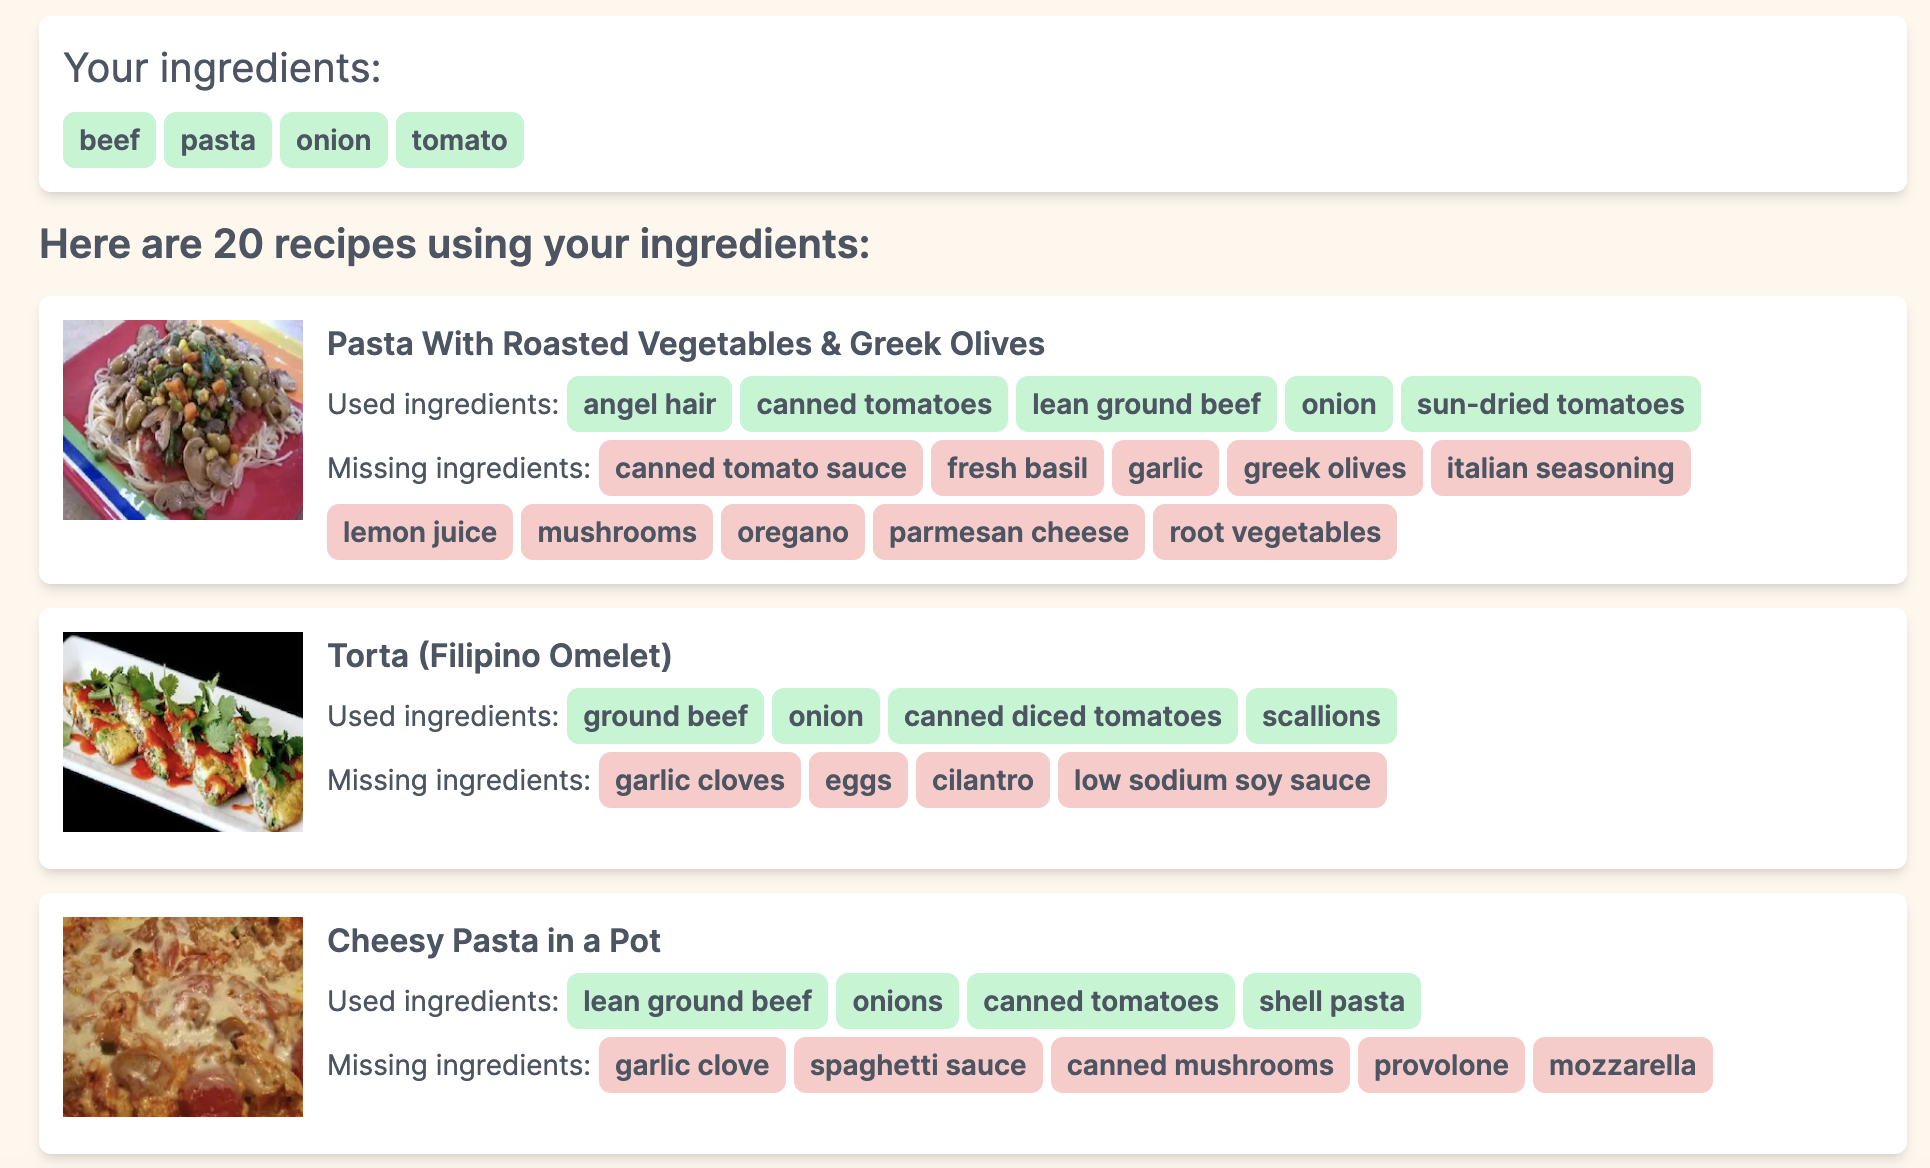 Your ingredients:
beef pasta onion tomato
Here are 20 recipes using your ingredients:
Pasta With Roasted Vegetables & Greek Olives
Used ingredients: angel hair canned tomatoes lean ground beef onion sun-dried tomatoes
Missing ingredients: canned tomato sauce fresh basil garlic greek olives italian seasoning
lemon juice mushrooms oregano parmesan cheese root vegetables
Torta (Filipino Omelet)
Used ingredients: ground beef onion canned diced tomatoes scallions
Missing ingredients: garlic cloves eggs cilantro low sodium soy sauce
Cheesy Pasta in a Pot
Used ingredients: lean ground beef onions canned tomatoes shell pasta
Missing ingredients: garlic clove spaghetti sauce canned mushrooms provolone mozzarella